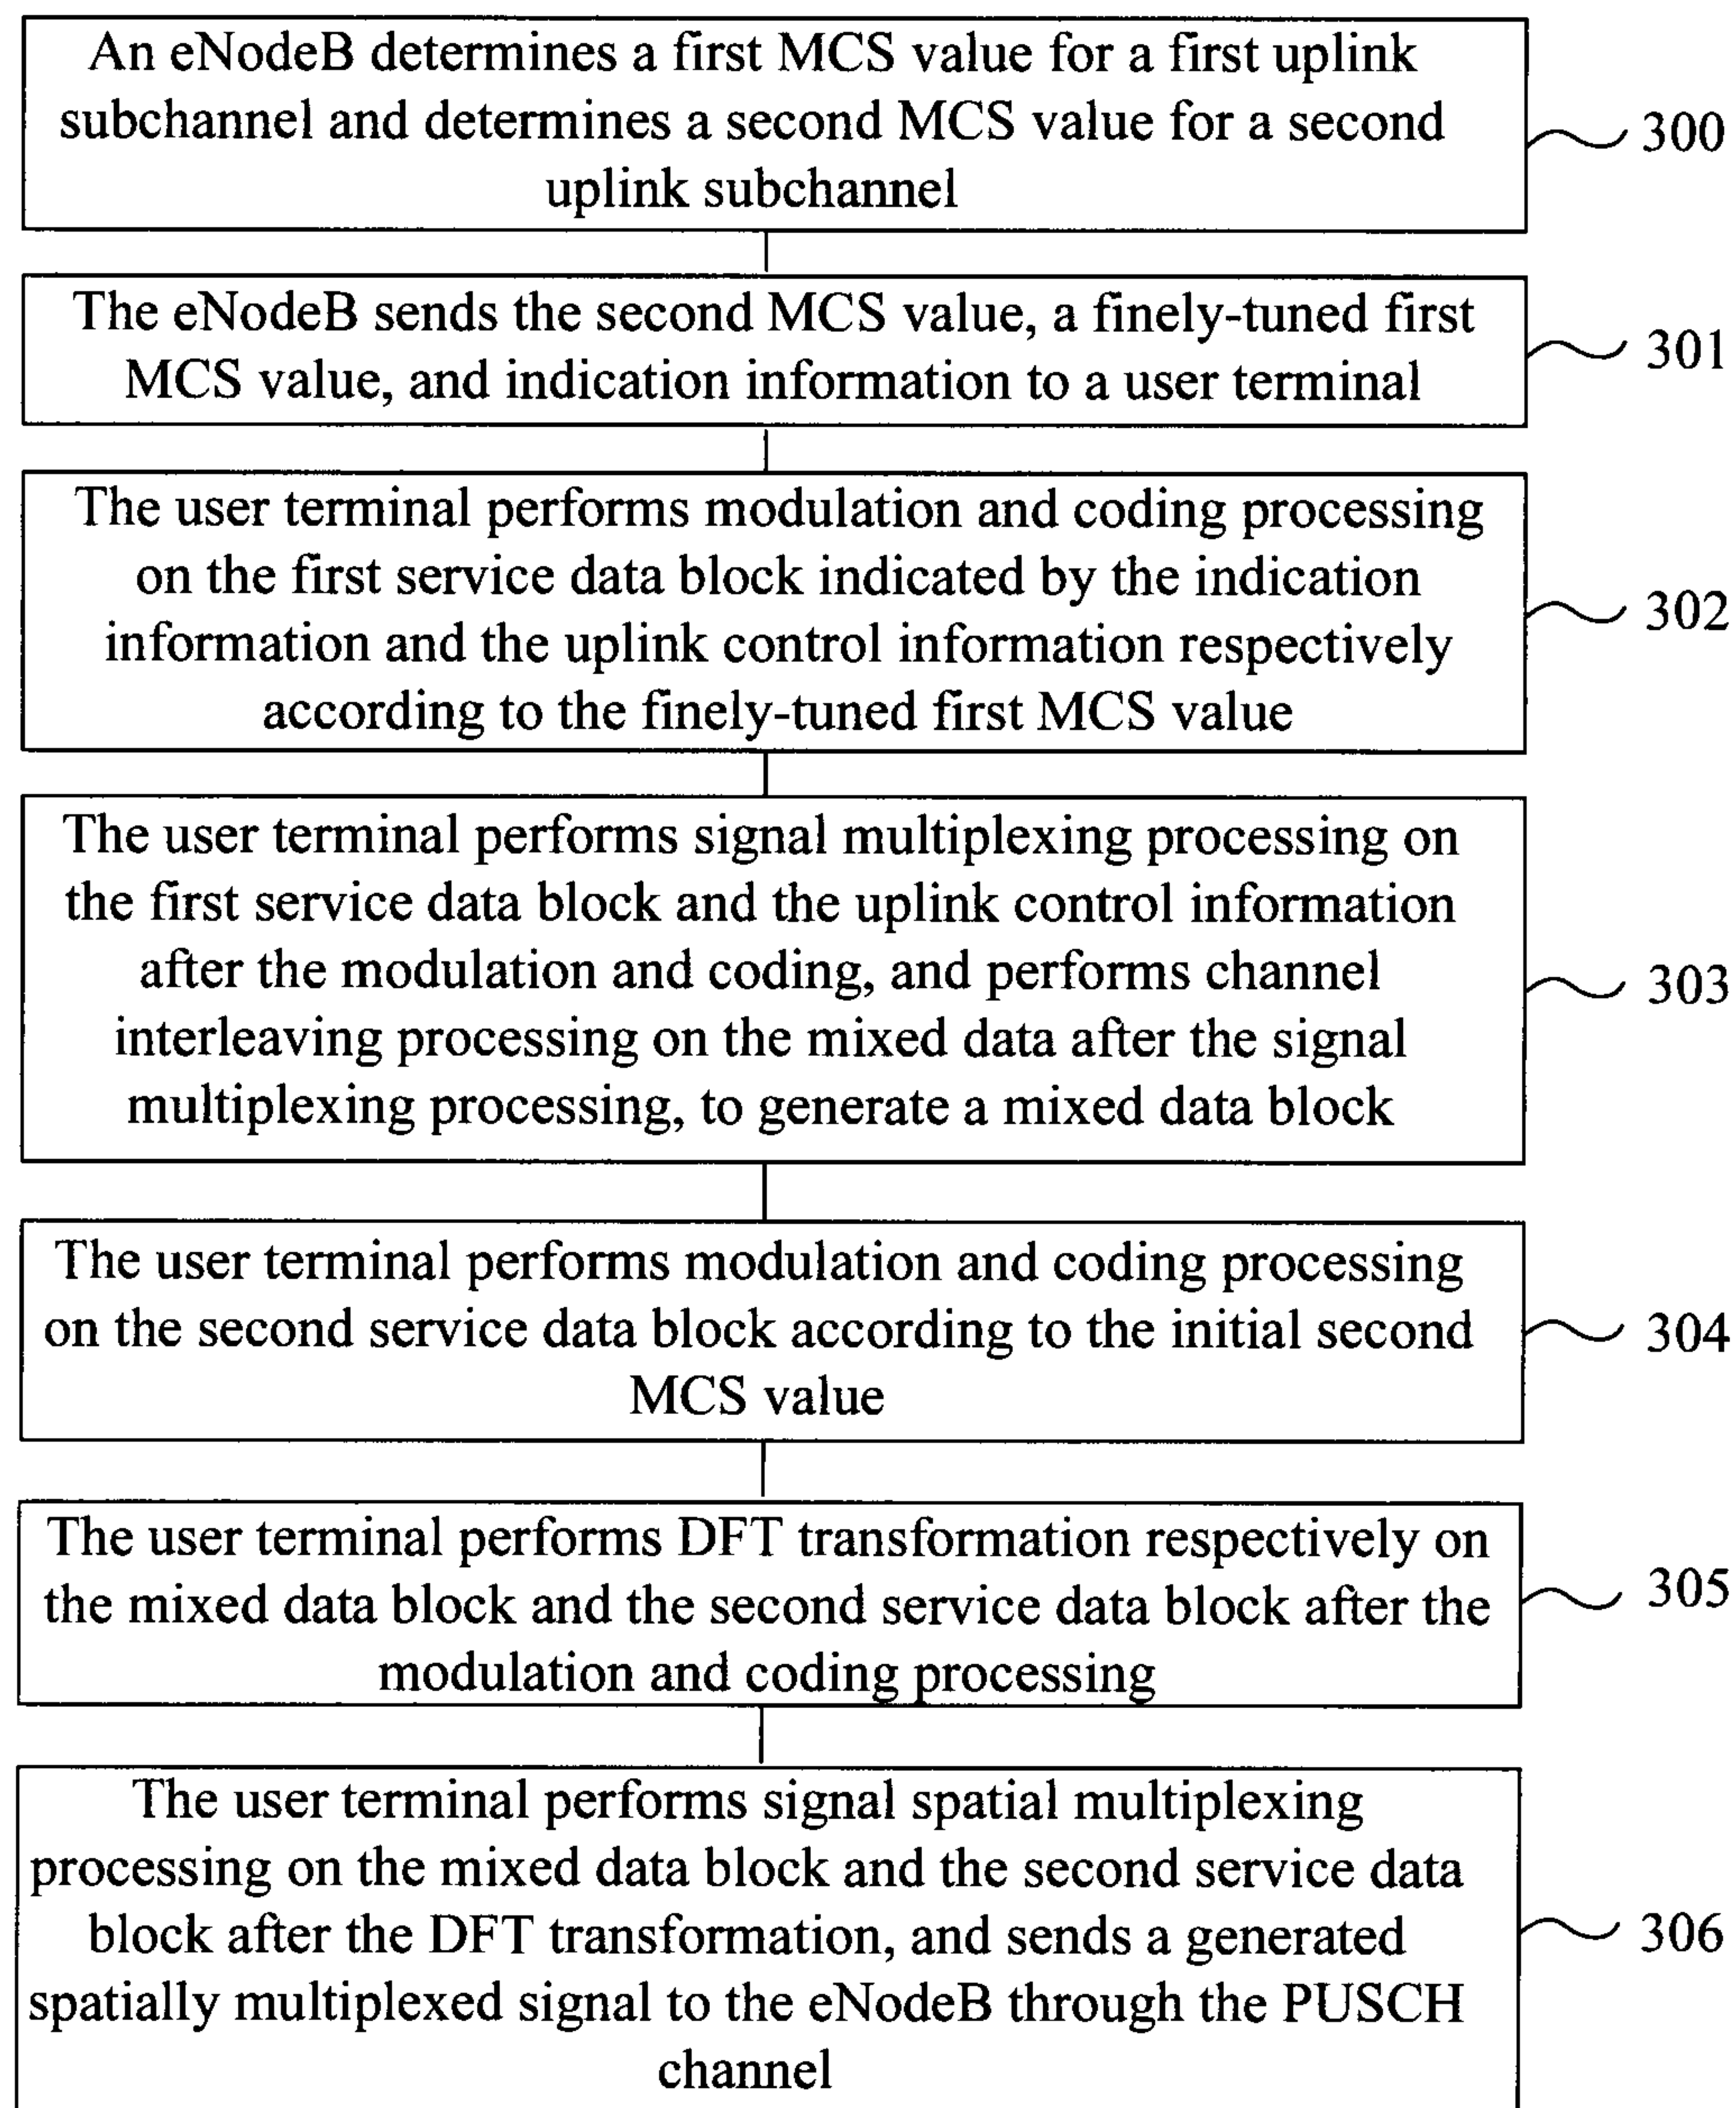 An eNodeB determines a first MCS value for a first uplink
subchannel and determines a second MCS value for a second
uplink subchannel
300
The eNodeB sends the second MCS value, a finely-tuned first
MCS value, and indication information to a user terminal
301
The user terminal performs modulation and coding processing
on the first service data block indicated by the indication
information and the uplink control information respectively
according to the finely-tuned first MCS value
302
The user terminal performs signal multiplexing processing on
the first service data block and the uplink control information
after the modulation and coding, and performs channel
interleaving processing on the mixed data after the signal
multiplexing processing, to generate a mixed data block
303
The user terminal performs modulation and coding processing
on the second service data block according to the initial second
MCS value
304
The user terminal performs DFT transformation respectively on
the mixed data block and the second service data block after the
modulation and coding processing
305
The user terminal performs signal spatial multiplexing
processing on the mixed data block and the second service data
block after the DFT transformation, and sends a generated
spatially multiplexed signal to the eNodeB through the PUSCH
channel
306